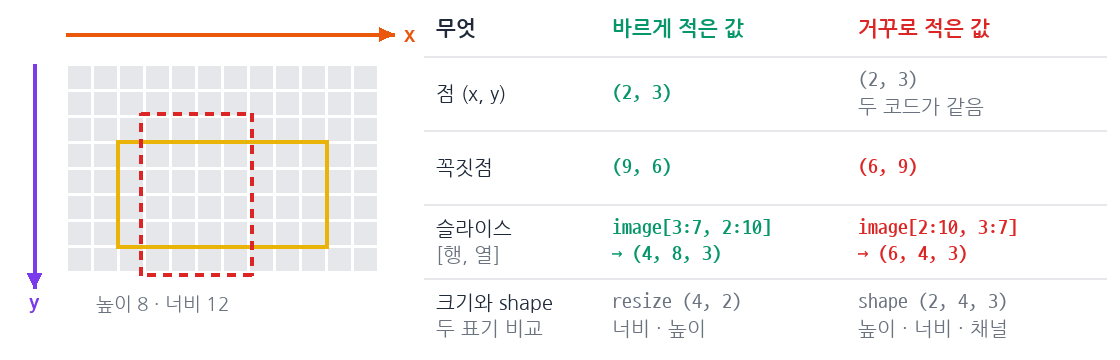 x
y
높이 8 · 너비 12
무엇 바르게 적은 값 거꾸로 적은 값
점 (x, y) (2, 3) (2, 3)
두 코드가 같음
꼭짓점 (9, 6) (6, 9)
슬라이스 image[3:7, 2:10] image[2:10, 3:7]
[행, 열] → (4, 8, 3) → (6, 4, 3)
크기와 shape resize (4, 2) shape (2, 4, 3)
두 표기 비교 너비 · 높이 높이 · 너비 · 채널